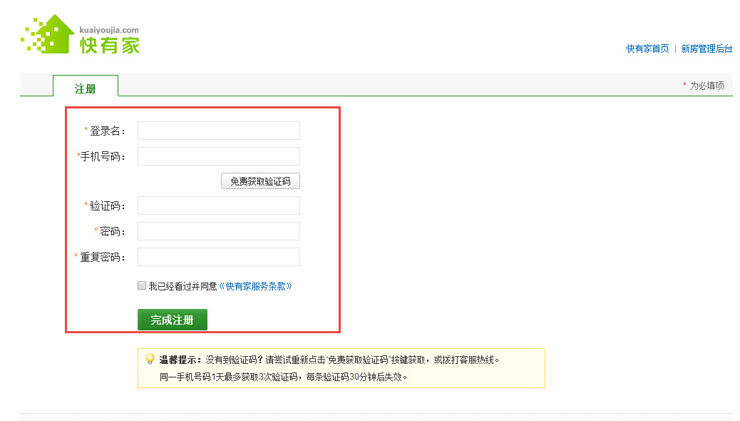 kuaiyoujia.com
快有家
快有家首页 | 新房管理后台
注册
* 为必填项
*登录名：
*手机号码：
免费获取验证码
*验证码：
*密码：
*重复密码：
我已经看过并同意《快有家服务条款》
完成注册
温馨提示：没有到验证码？请尝试重新点击“免费获取验证码”按键获取，或拨打客服热线。
同一手机号码1天最多获取3次验证码，每条验证码30分钟后失效。